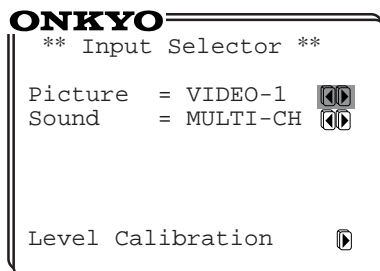 ONKYO
** Input Selector **
Picture = VIDEO-1
Sound = MULTI-CH
Level Calibration